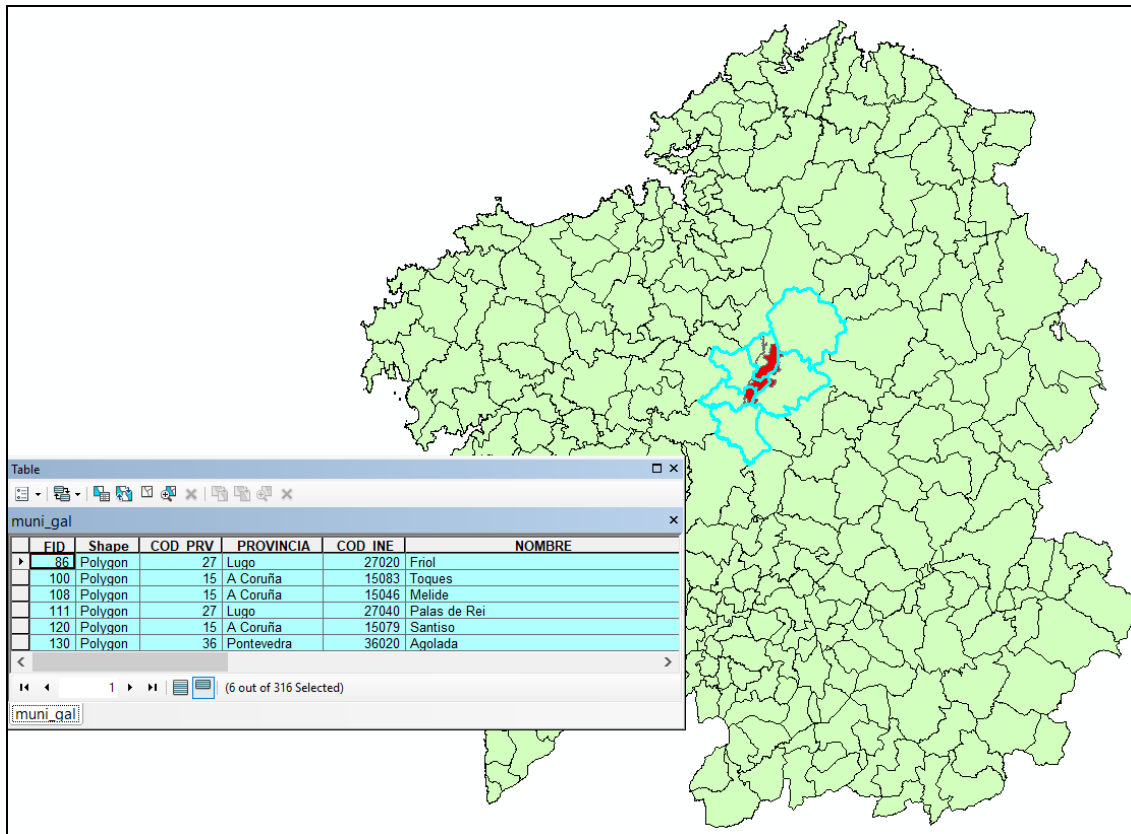 Table
muni_gal
FID Shape COD_PRV PROVINCIA COD_INE NOMBRE
86 Polygon 27 Lugo 27020 Friol
100 Polygon 15 A Coruña 15083 Toques
108 Polygon 15 A Coruña 15046 Melide
111 Polygon 27 Lugo 27040 Palas de Rei
120 Polygon 15 A Coruña 15079 Santiso
130 Polygon 36 Pontevedra 36020 Agolada
1 (6 out of 316 Selected)
muni_gal